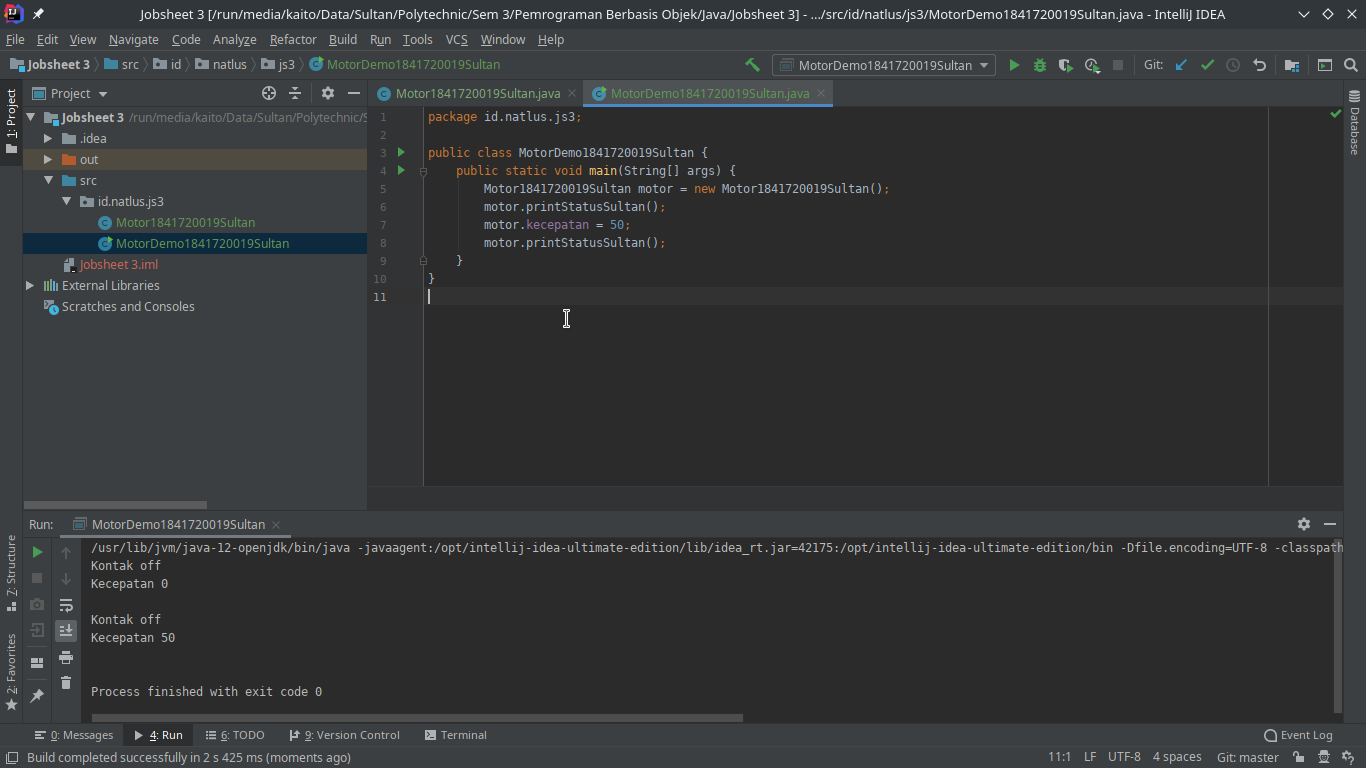 Jobsheet 3 [/run/media/kaito/Data/Sultan/Polytechnic/Sem 3/Pemrograman Berbasis Objek/Java/Jobsheet 3] - .../src/id/natlus/js3/MotorDemo1841720019Sultan.java - IntelliJ IDEA
File Edit View Navigate Code Analyze Refactor Build Run Tools VCS Window Help
Jobsheet 3 src id natlus js3 MotorDemo1841720019Sultan
MotorDemo1841720019Sultan Git:
1: Project
Project
Jobsheet 3 /run/media/kaito/Data/Sultan/Polytechnic/S
.idea
out
src
id.natlus.js3
Motor1841720019Sultan
MotorDemo1841720019Sultan
Jobsheet 3.iml
External Libraries
Scratches and Consoles
Motor1841720019Sultan.java MotorDemo1841720019Sultan.java
1 package id.natlus.js3;
2
3 public class MotorDemo1841720019Sultan {
4 public static void main(String[] args) {
5 Motor1841720019Sultan motor = new Motor1841720019Sultan();
6 motor.printStatusSultan();
7 motor.kecepatan = 50;
8 motor.printStatusSultan();
9 }
10 }
11
Database
7: Structure
2: Favorites
Run: MotorDemo1841720019Sultan
/usr/lib/jvm/java-12-openjdk/bin/java -javaagent:/opt/intellij-idea-ultimate-edition/lib/idea_rt.jar=42175:/opt/intellij-idea-ultimate-edition/bin -Dfile.encoding=UTF-8 -classpath
Kontak off
Kecepatan 0
Kontak off
Kecepatan 50
Process finished with exit code 0
0: Messages 4: Run 6: TODO 9: Version Control Terminal Event Log
Build completed successfully in 2 s 425 ms (moments ago) 11:1 LF UTF-8 4 spaces Git: master